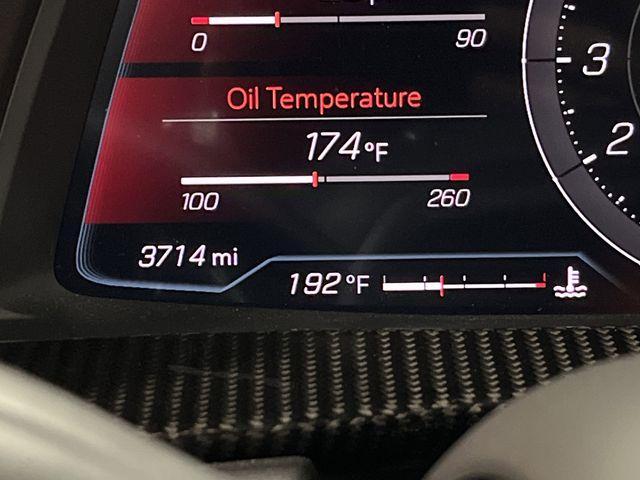 0 90
Oil Temperature
174°F
100 260
3714 mi
192°F
3
2